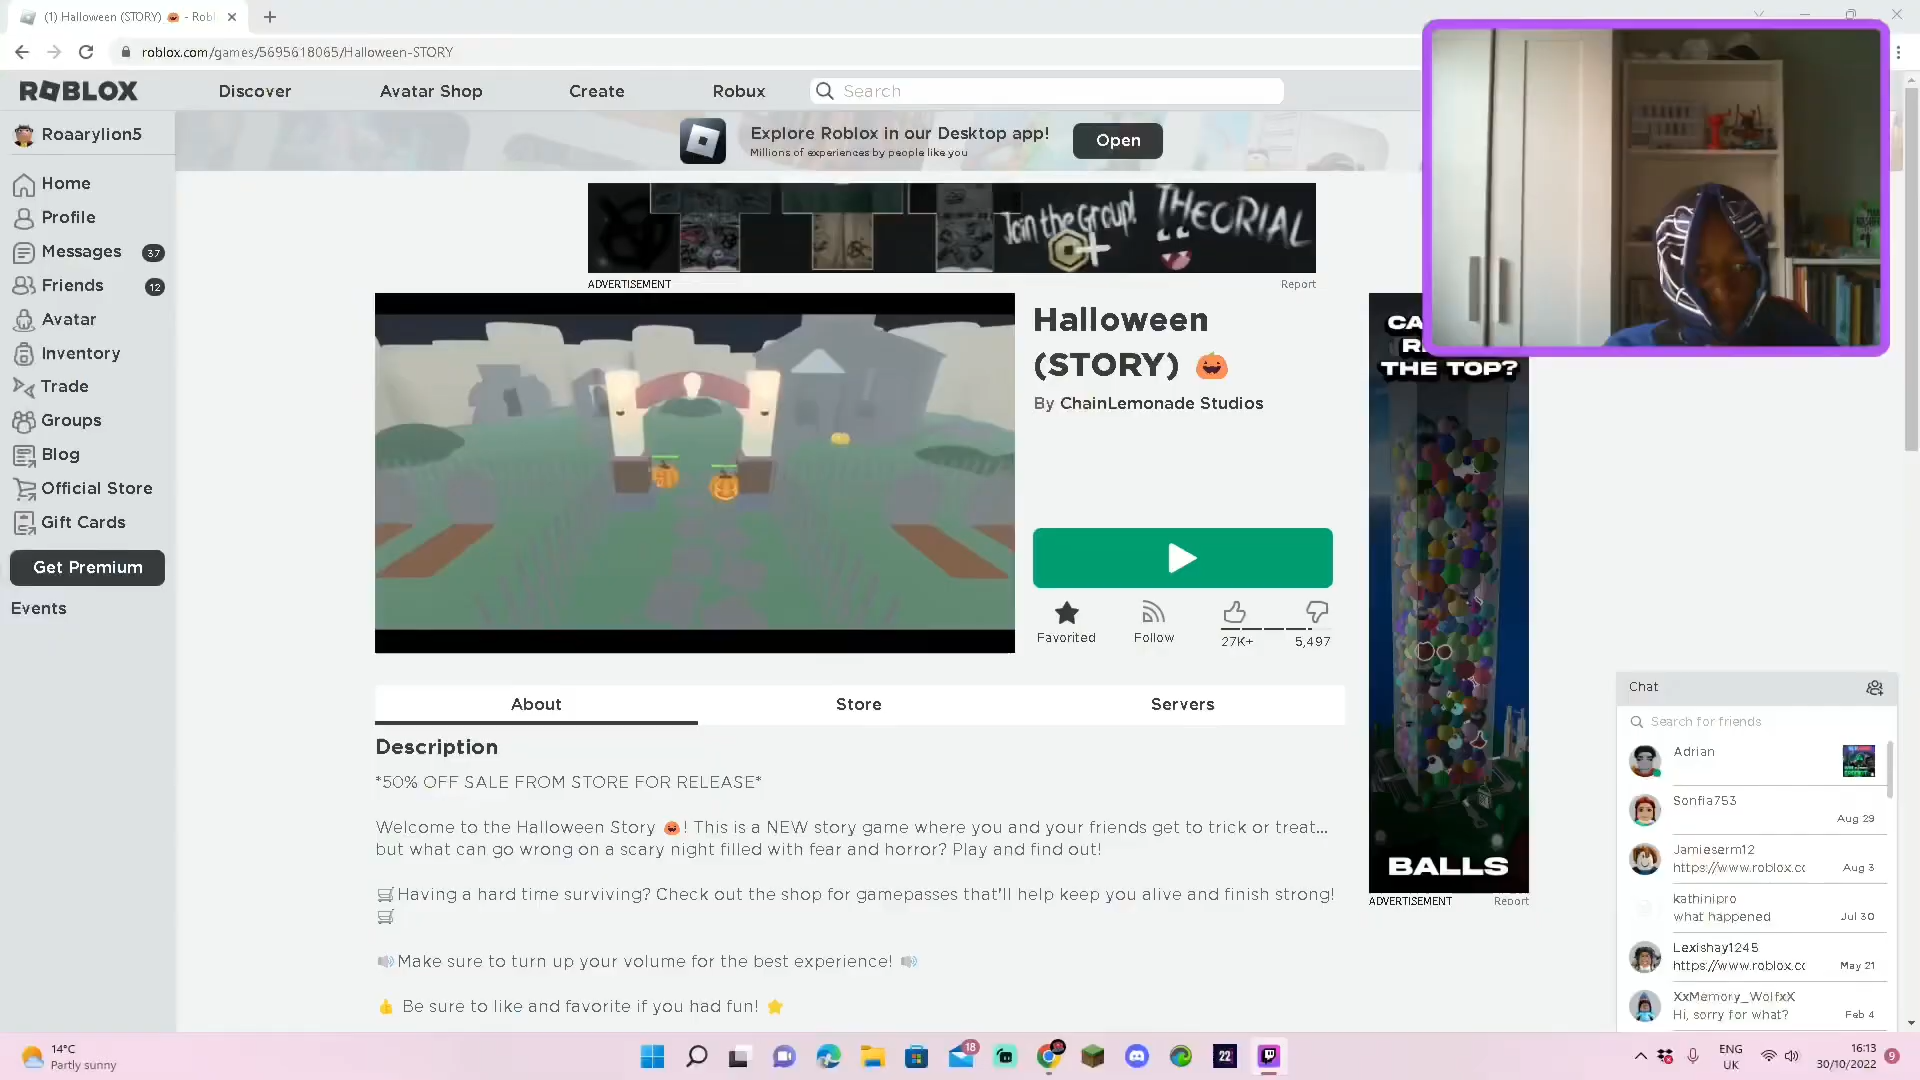 (1) Halloween (STORY) 🎃 - Robl
roblox.com/games/5695618065/Halloween-STORY
ROBLOX
Discover
Avatar Shop
Create
Robux
Search
Roaarylion5
Explore Roblox in our Desktop app!
Millions of experiences by people like you
Open
Home
Profile
Messages 37
Friends 12
Avatar
Inventory
Trade
Groups
Blog
Official Store
Gift Cards
Get Premium
Events
Join the Group!
THEORIAL
ADVERTISEMENT
Report
Halloween
(STORY) 🎃
By ChainLemonade Studios
Favorited
Follow
27K+
5,497
THE TOP?
BALLS
ADVERTISEMENT
Report
About
Store
Servers
Description
*50% OFF SALE FROM STORE FOR RELEASE*
Welcome to the Halloween Story 🎃! This is a NEW story game where you and your friends get to trick or treat...
but what can go wrong on a scary night filled with fear and horror? Play and find out!
🛒Having a hard time surviving? Check out the shop for gamepasses that'll help keep you alive and finish strong!
🛒
🔊Make sure to turn up your volume for the best experience! 🔊
👍 Be sure to like and favorite if you had fun! ⭐
Chat
Search for friends
Adrian
Sonfia753
Aug 29
Jamieserm12
https://www.roblox.cc Aug 3
kathinipro
what happened Jul 30
Lexishay1245
https://www.roblox.cc May 21
XxMemory_WolfxX
Hi, sorry for what? Feb 4
14°C
Partly sunny
18
22
ENG
UK
16:13
30/10/2022
9